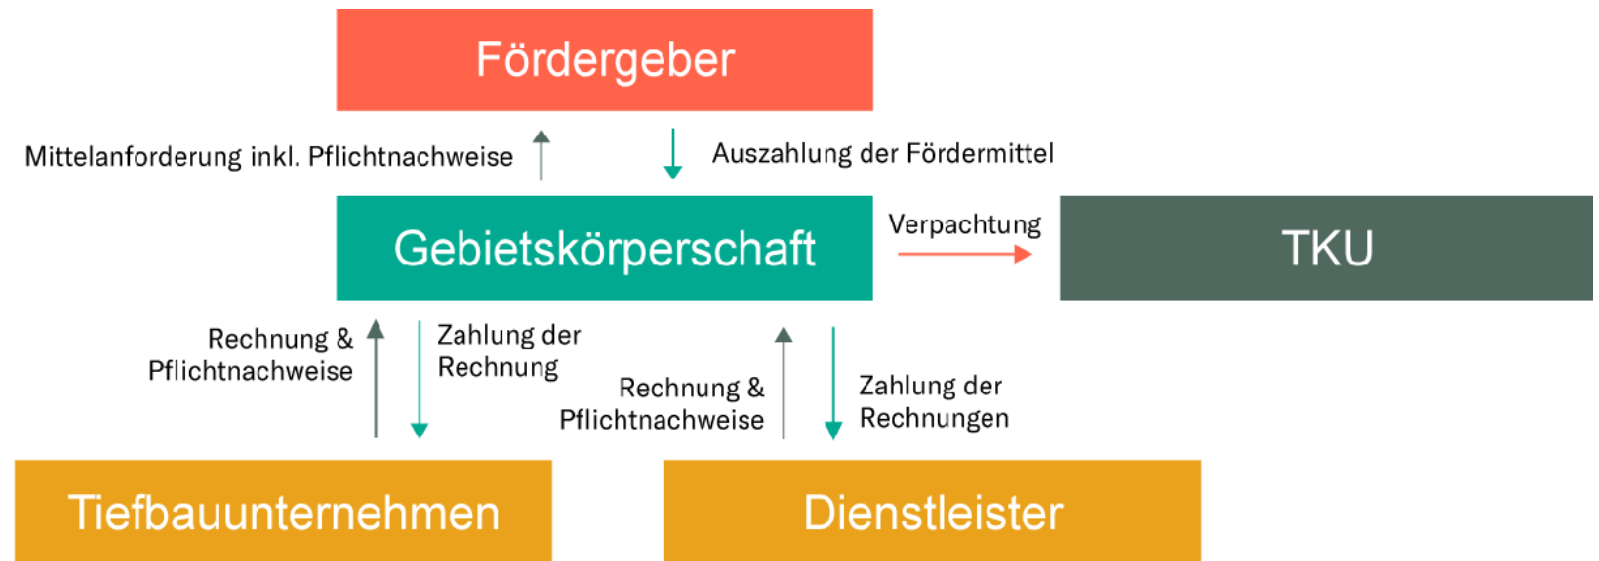 Fördergeber
Mittelanforderung inkl. Pflichtnachweise
Auszahlung der Fördermittel
Gebietskörperschaft
Verpachtung
TKU
Rechnung &
Pflichtnachweise
Zahlung der
Rechnung
Rechnung &
Pflichtnachweise
Zahlung der
Rechnungen
Tiefbauunternehmen
Dienstleister